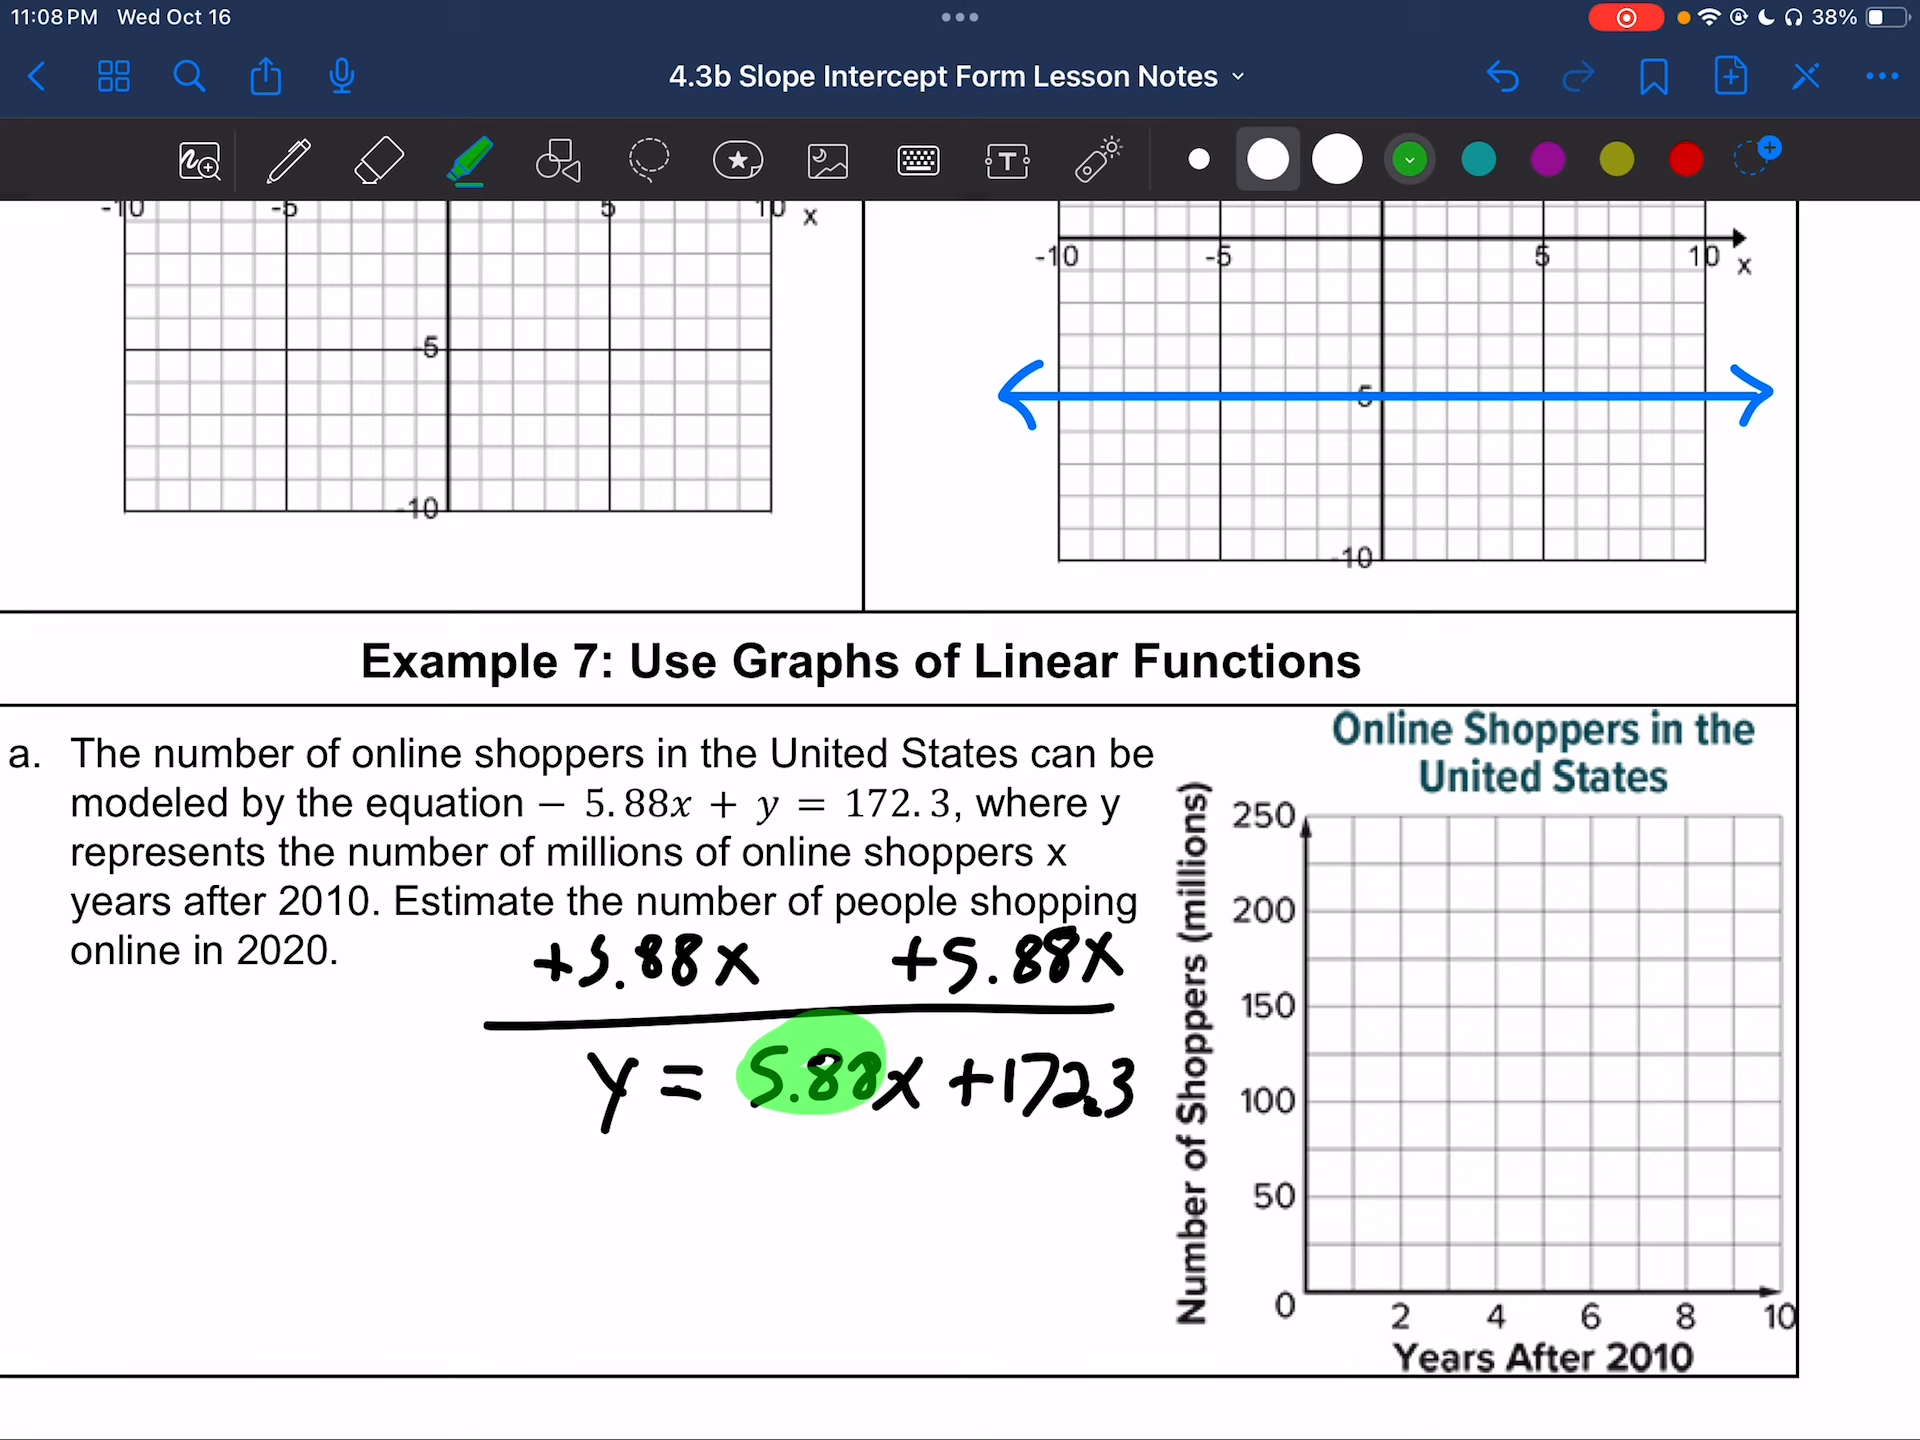 11:08 PM Wed Oct 16
38%
4.3b Slope Intercept Form Lesson Notes
-10 -5 5 10 x
-5
-10
-10 -5 5 10 x
5
-10
Example 7: Use Graphs of Linear Functions
a. The number of online shoppers in the United States can be
modeled by the equation − 5.88x + y = 172.3, where y
represents the number of millions of online shoppers x
years after 2010. Estimate the number of people shopping
online in 2020.
+5.88x +5.88x
y = 5.88x +172.3
Online Shoppers in the
United States
Number of Shoppers (millions)
250
200
150
100
50
0
2 4 6 8 10
Years After 2010